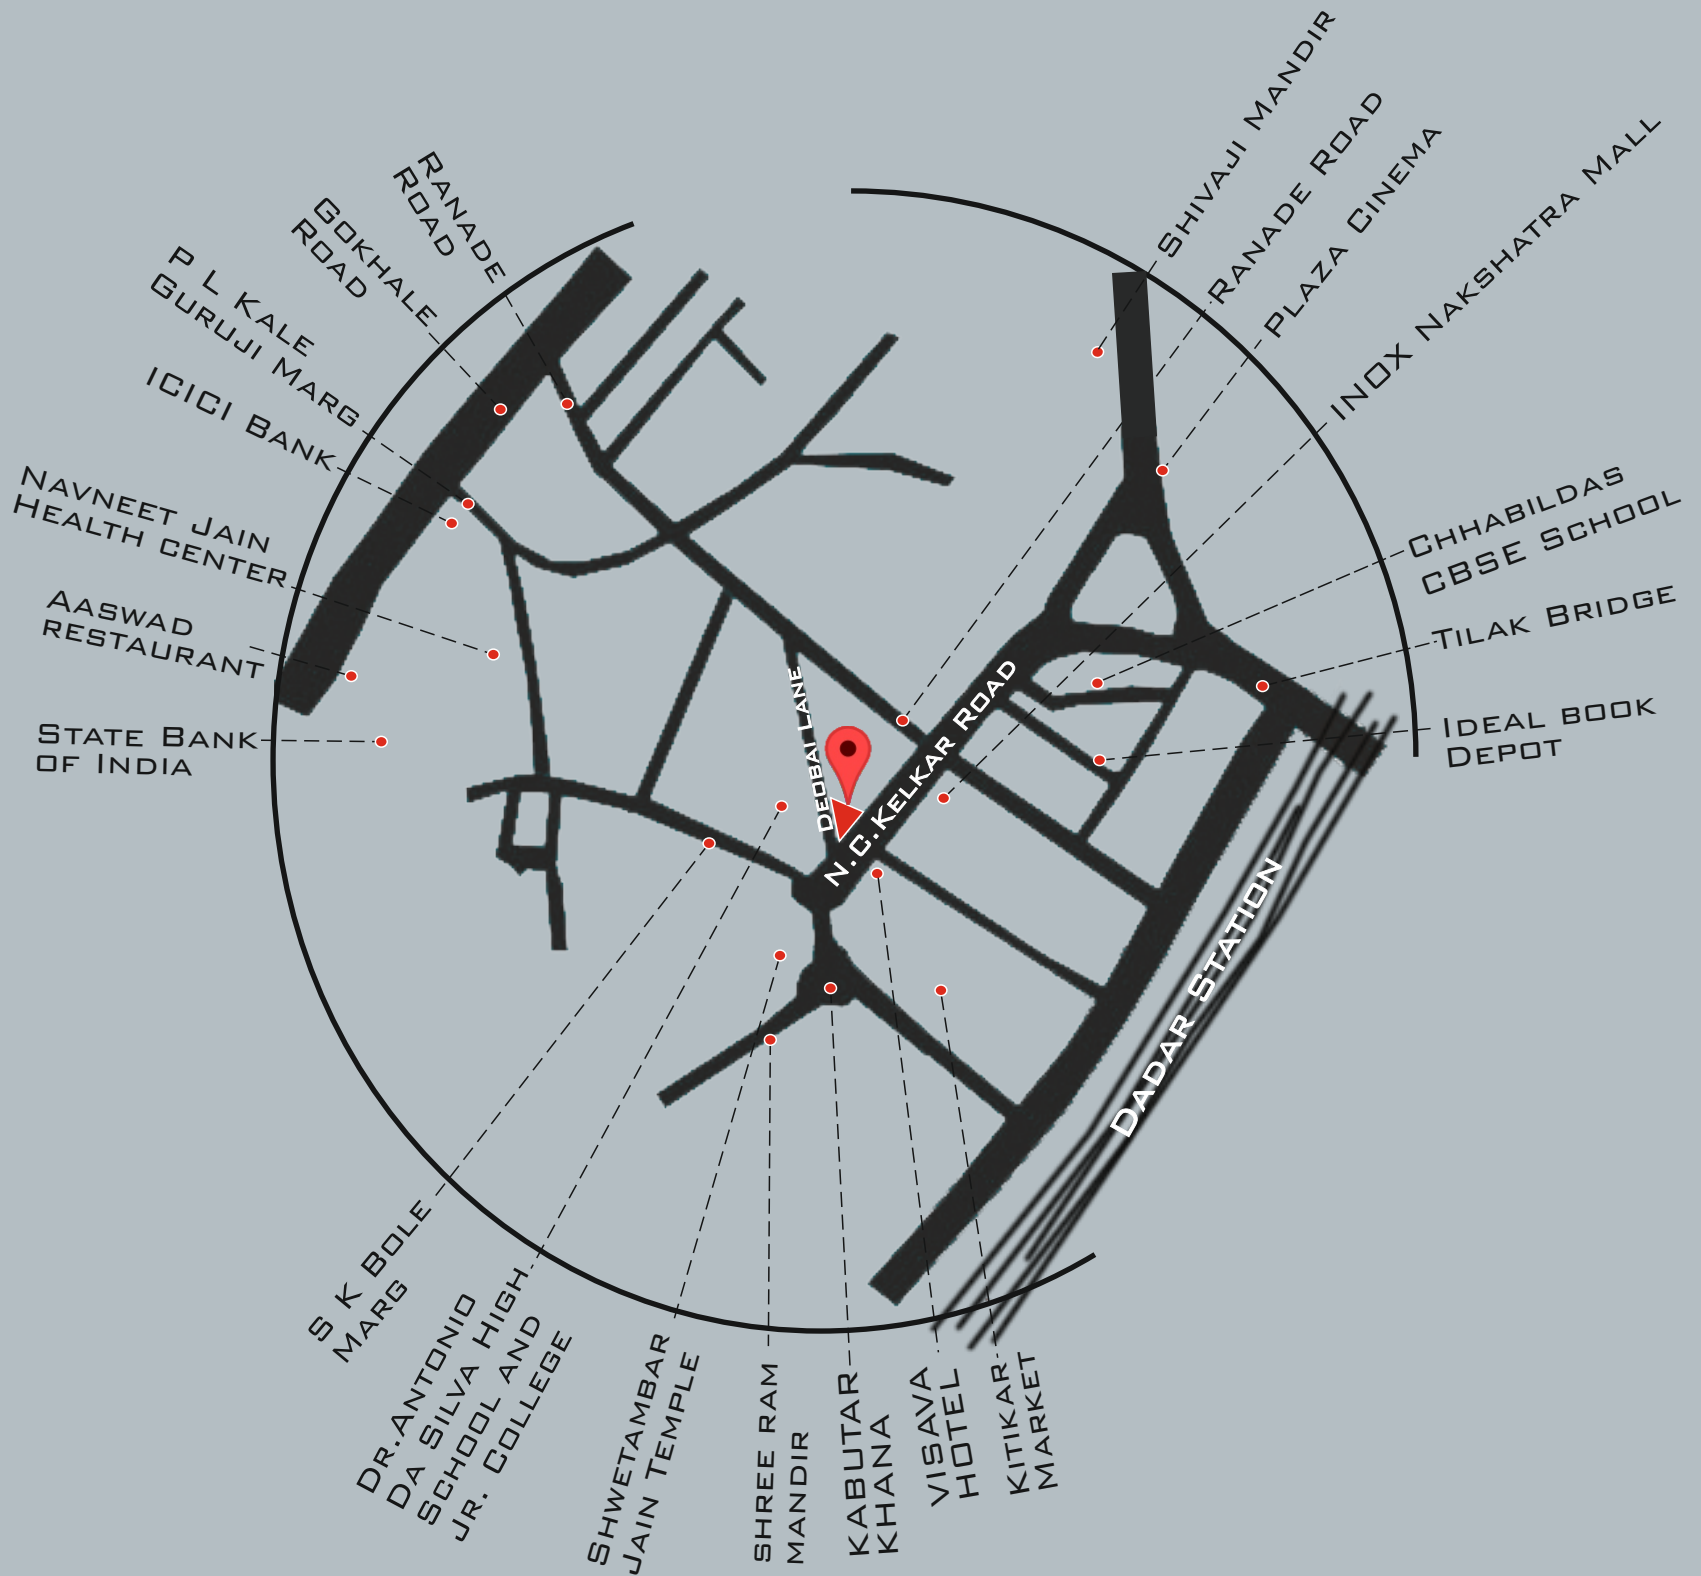 SHIVAJI MANDIR
RANADE ROAD
PLAZA CINEMA
INOX NAKSHATRA MALL
CHHABILDAS
CBSE SCHOOL
TILAK BRIDGE
IDEAL BOOK
DEPOT
RANADE
ROAD
GOKHALE
ROAD
P L KALE
GURUJI MARG
ICICI BANK
NAVNEET JAIN
HEALTH CENTER
AASWAD
RESTAURANT
STATE BANK
OF INDIA
DEOBAI LANE
N.C.KELKAR ROAD
DADAR STATION
S K BOLE
MARG
DR.ANTONIO
DA SILVA HIGH
SCHOOL AND
JR. COLLEGE
SHWETAMBAR
JAIN TEMPLE
SHREE RAM
MANDIR
KABUTAR
KHANA
VISAVA
HOTEL
KITIKAR
MARKET